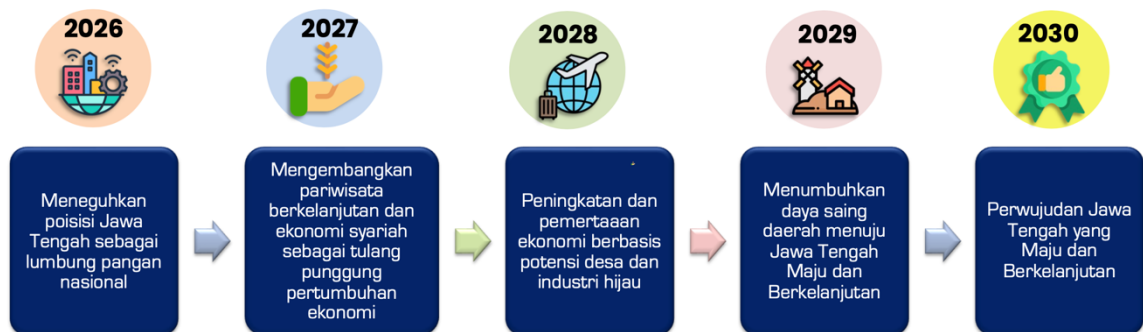 2026
2027
2028
2029
2030
Meneguhkan
poisisi Jawa
Tengah sebagai
lumbung pangan
nasional
Mengembangkan
pariwisata
berkelanjutan dan
ekonomi syariah
sebagai tulang
punggung
pertumbuhan
ekonomi
Peningkatan dan
pemertaaan
ekonomi berbasis
potensi desa dan
industri hijau
Menumbuhkan
daya saing
daerah menuju
Jawa Tengah
Maju dan
Berkelanjutan
Perwujudan Jawa
Tengah yang
Maju dan
Berkelanjutan